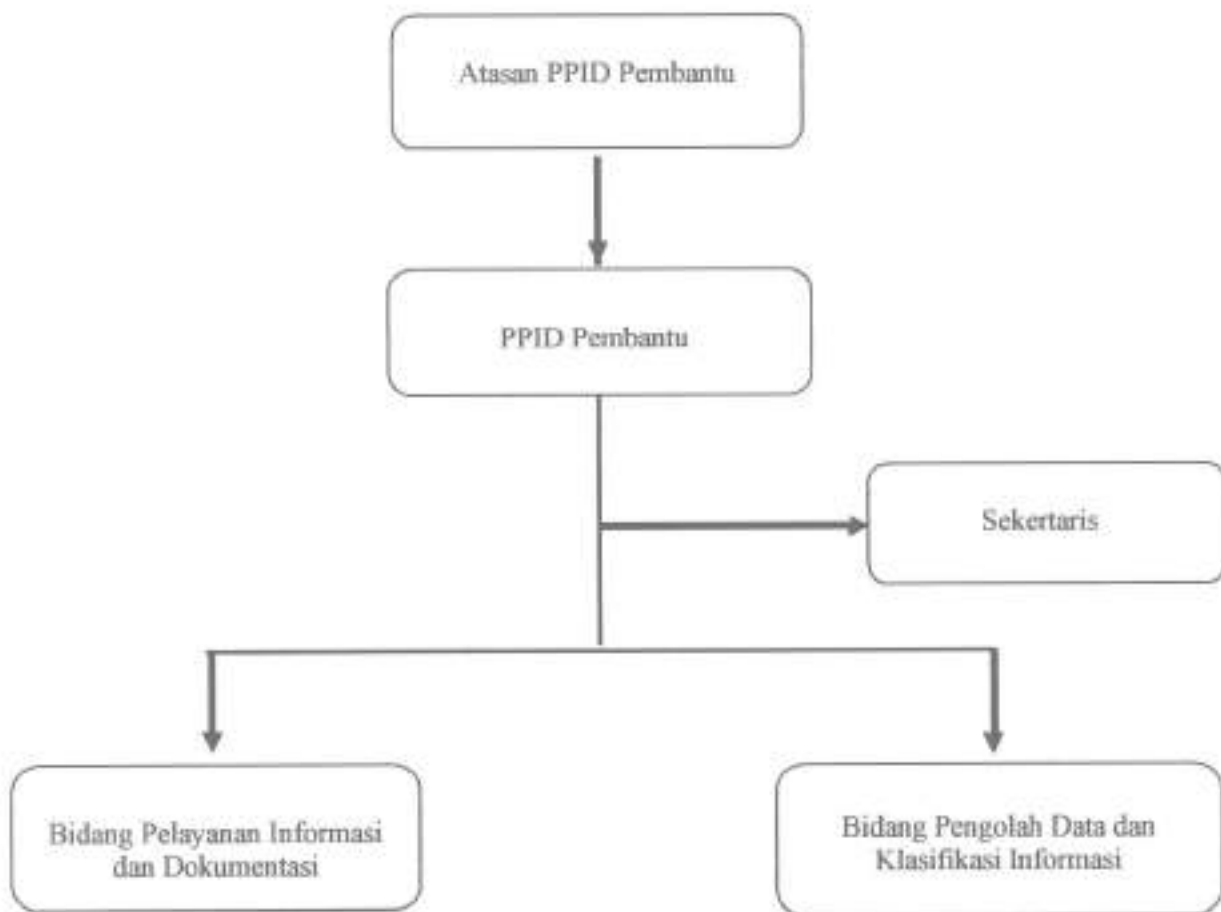 Atasan PPID Pembantu
PPID Pembantu
Sekertaris
Bidang Pelayanan Informasi
dan Dokumentasi
Bidang Pengolah Data dan
Klasifikasi Informasi